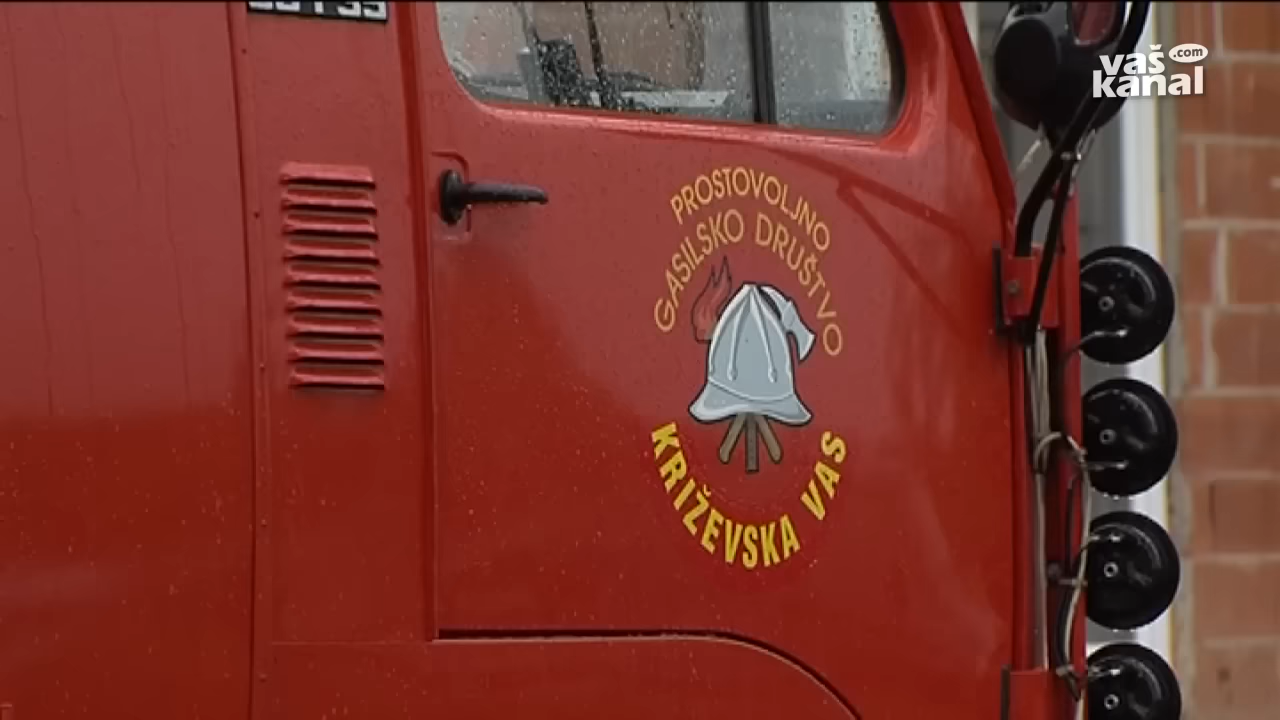 vaš .com
kanal
PROSTOVOLJNO
GASILSKO DRUŠTVO
KRIŽEVSKA VAS